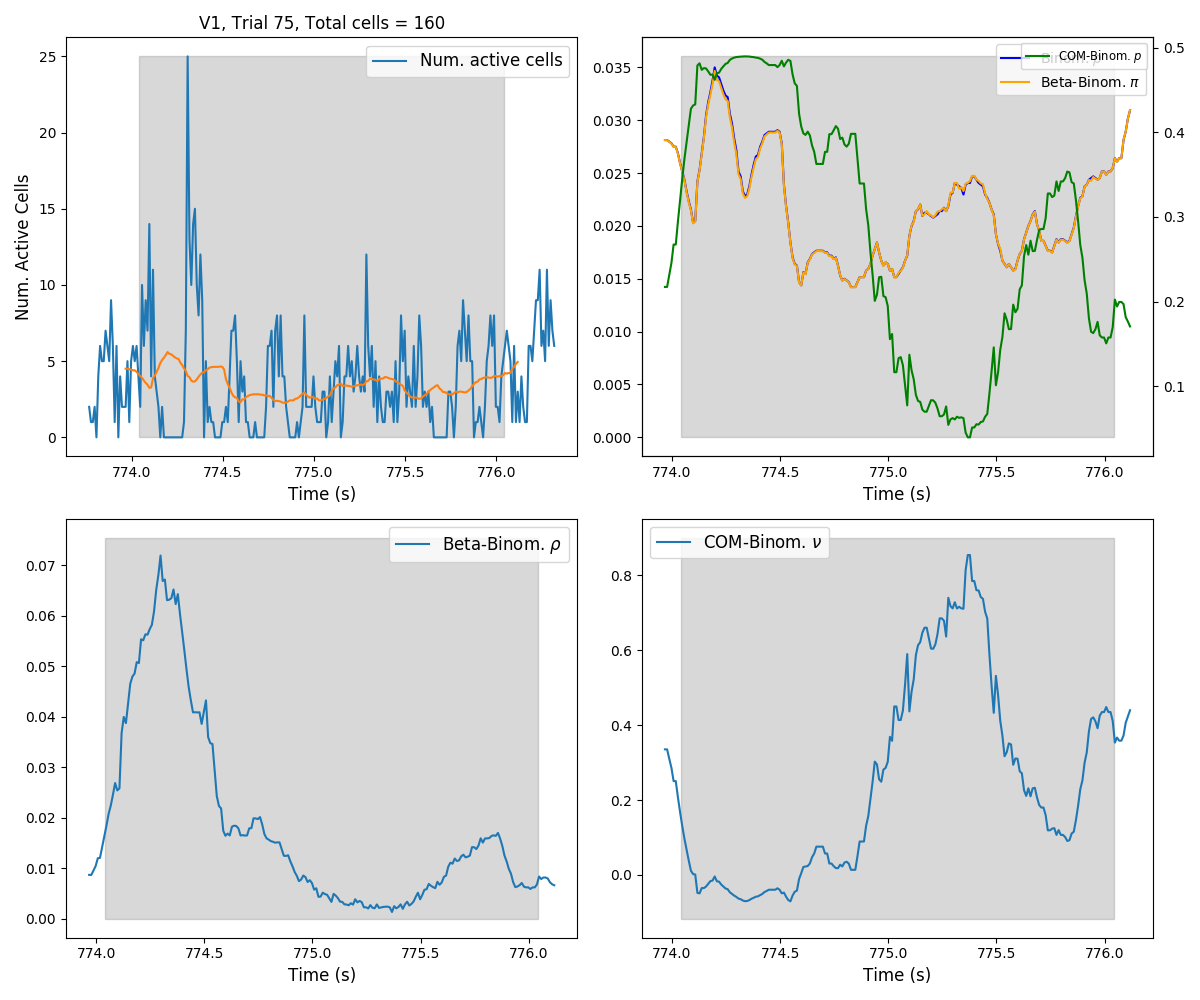 V1, Trial 75, Total cells = 160
Num. active cells
25
20
15
10
5
0
Num. Active Cells
774.0 774.5 775.0 775.5 776.0
Time (s)
COM-Binom. p
Beta-Binom. π
0.035
0.030
0.025
0.020
0.015
0.010
0.005
0.000
0.5
0.4
0.3
0.2
0.1
774.0 774.5 775.0 775.5 776.0
Time (s)
Beta-Binom. ρ
0.07
0.06
0.05
0.04
0.03
0.02
0.01
0.00
774.0 774.5 775.0 775.5 776.0
Time (s)
COM-Binom. ν
0.8
0.6
0.4
0.2
0.0
774.0 774.5 775.0 775.5 776.0
Time (s)